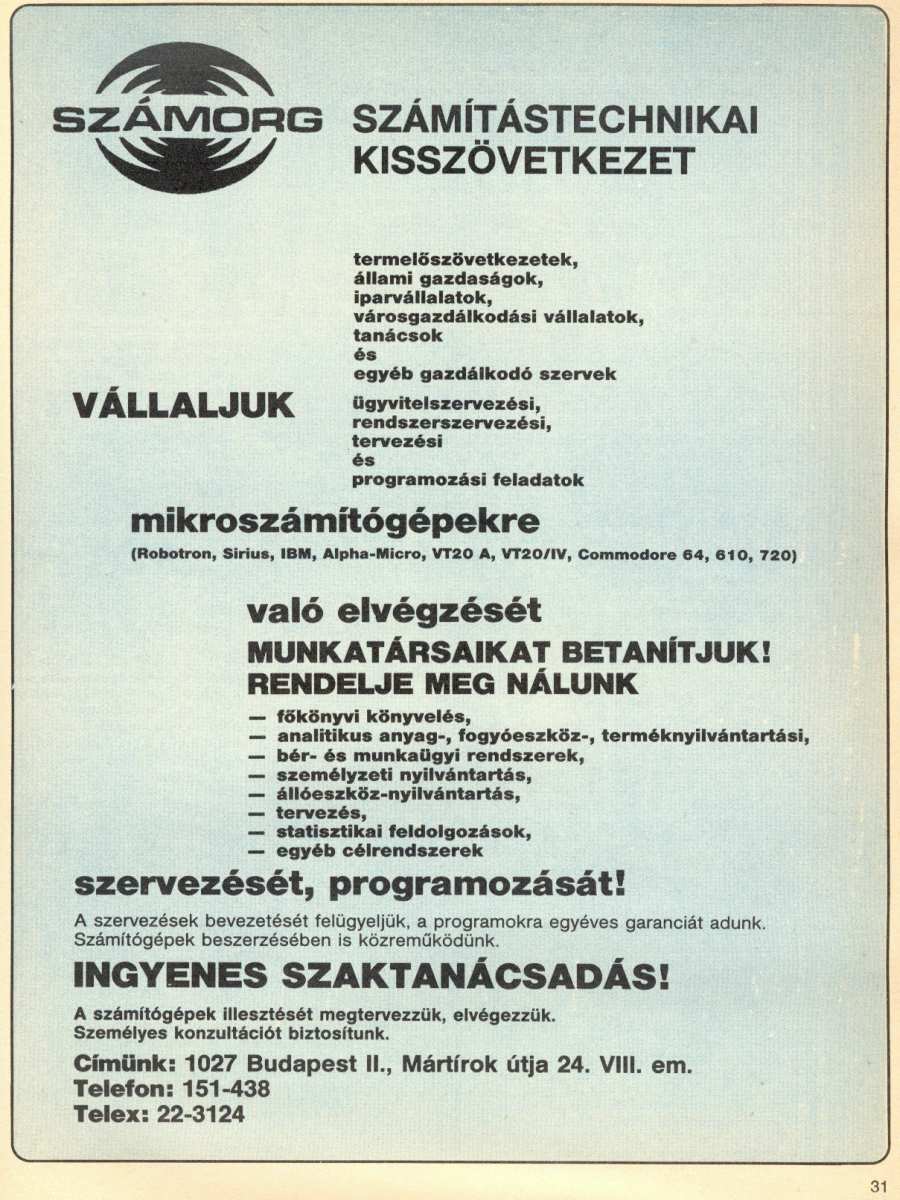 SZÁMORG
SZÁMÍTÁSTECHNIKAI
KISSZÖVETKEZET
termelőszövetkezetek,
állami gazdaságok,
iparvállalatok,
városgazdálkodási vállalatok,
tanácsok
és
egyéb gazdálkodó szervek
VÁLLALJUK
ügyvitelszervezési,
rendszerszervezési,
tervezési
és
programozási feladatok
mikroszámítógépekre
(Robotron, Sirius, IBM, Alpha-Micro, VT20 A, VT20/IV, Commodore 64, 610, 720)
való elvégzését
MUNKATÁRSAIKAT BETANÍTJUK!
RENDELJE MEG NÁLUNK
— főkönyvi könyvelés,
— analitikus anyag-, fogyóeszköz-, terméknyilvántartási,
— bér- és munkaügyi rendszerek,
— személyzeti nyilvántartás,
— állóeszköz-nyilvántartás,
— tervezés,
— statisztikai feldolgozások,
— egyéb célrendszerek
szervezését, programozását!
A szervezések bevezetését felügyeljük, a programokra egyéves garanciát adunk.
Számítógépek beszerzésében is közreműködünk.
INGYENES SZAKTANÁCSADÁS!
A számítógépek illesztését megtervezzük, elvégezzük.
Személyes konzultációt biztosítunk.
Címünk: 1027 Budapest II., Mártírok útja 24. VIII. em.
Telefon: 151-438
Telex: 22-3124
31